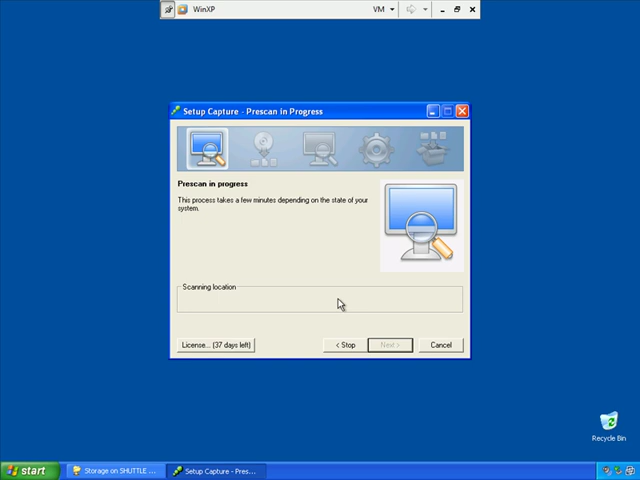 WinXP
VM
Setup Capture - Prescan in Progress
Prescan in progress
This process takes a few minutes depending on the state of your
system.
Scanning location
License... (37 days left)
< Stop
Next >
Cancel
Recycle Bin
start
Storage on SHUTTLE ...
Setup Capture - Pres...